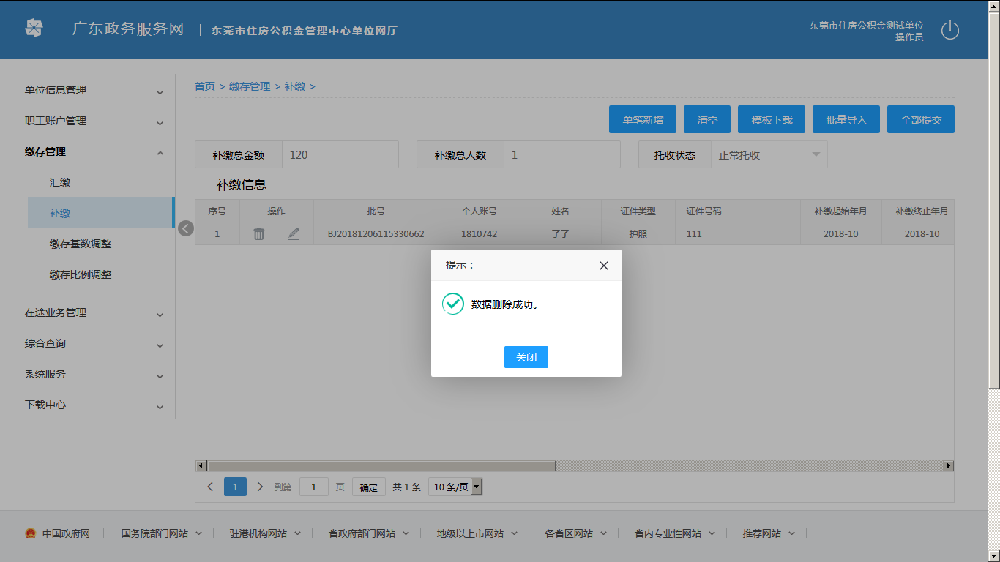 广东政务服务网 | 东莞市住房公积金管理中心单位网厅
东莞市住房公积金测试单位
操作员
单位信息管理
职工账户管理
缴存管理
汇缴
补缴
缴存基数调整
缴存比例调整
在途业务管理
综合查询
系统服务
下载中心
首页 > 缴存管理 > 补缴 >
单笔新增 清空 模板下载 批量导入 全部提交
补缴总金额 120 补缴总人数 1 托收状态 正常托收
补缴信息
序号 操作 批号 个人账号 姓名 证件类型 证件号码 补缴起始年月 补缴终止年月
1 BJ20181206115330662 1810742 了了 护照 111 2018-10 2018-10
提示：
数据删除成功。
关闭
1 到第 1 页 确定 共 1 条 10 条/页
中国政府网 国务院部门网站 驻港机构网站 省政府部门网站 地级以上市网站 各省区网站 省内专业性网站 推荐网站